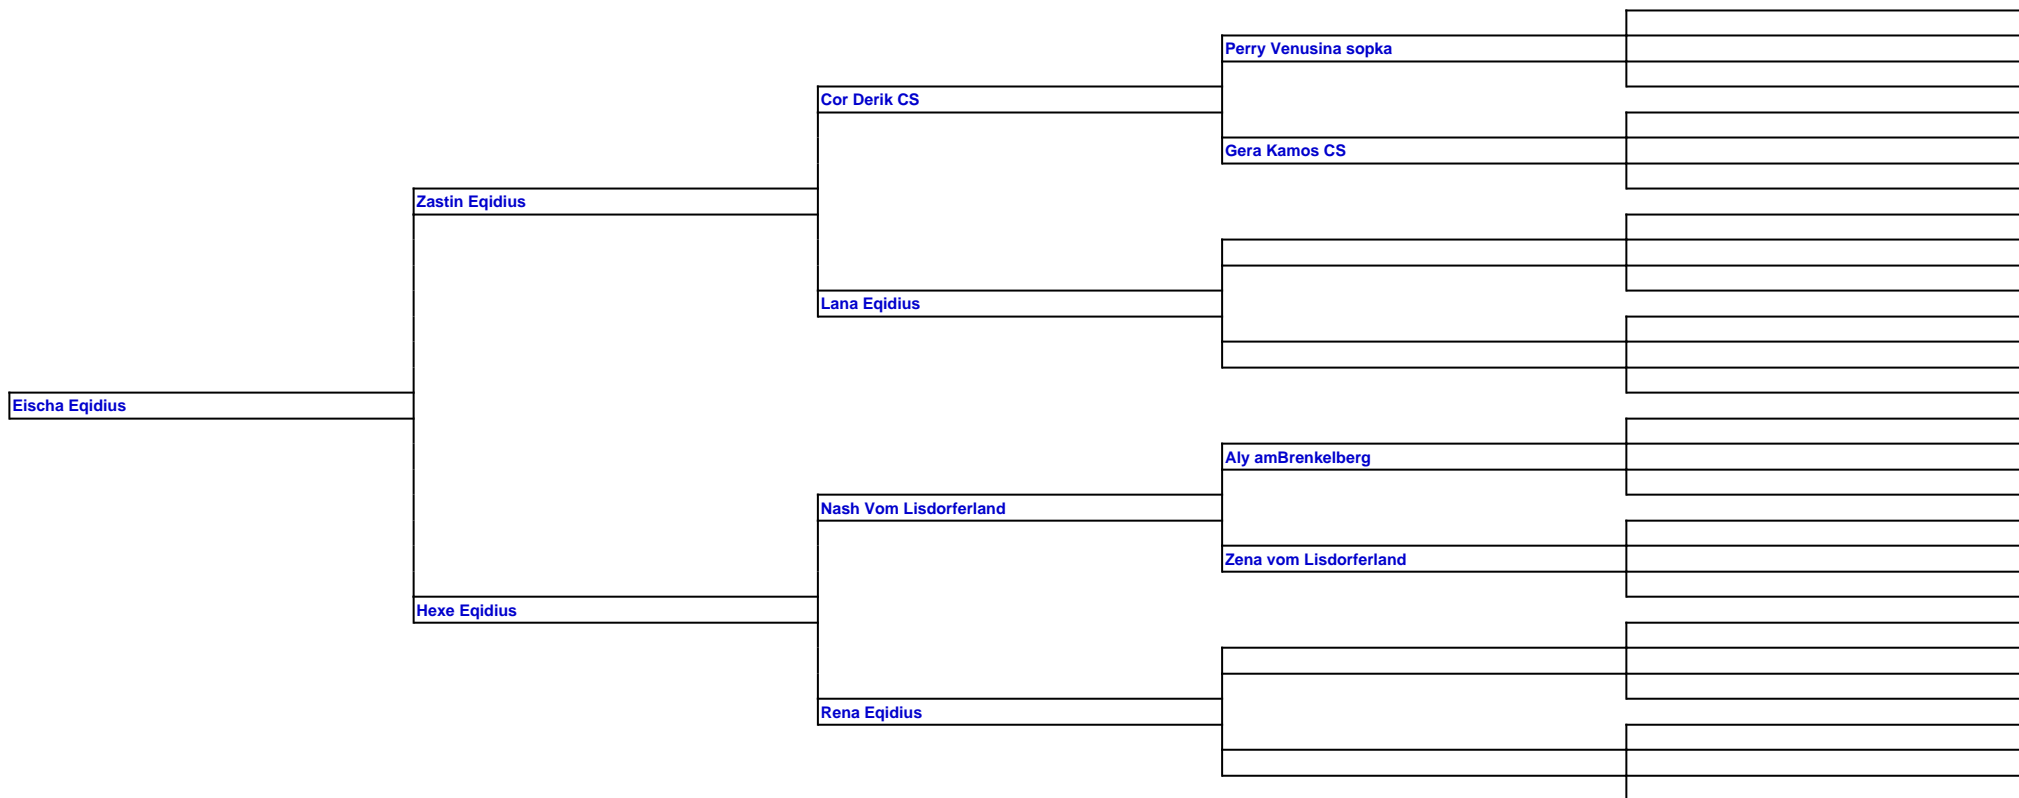 Perry Venusina sopka
Cor Derik CS
Gera Kamos CS
Zastin Eqidius
Lana Eqidius
Eischa Eqidius
Aly amBrenkelberg
Nash Vom Lisdorferland
Zena vom Lisdorferland
Hexe Eqidius
Rena Eqidius